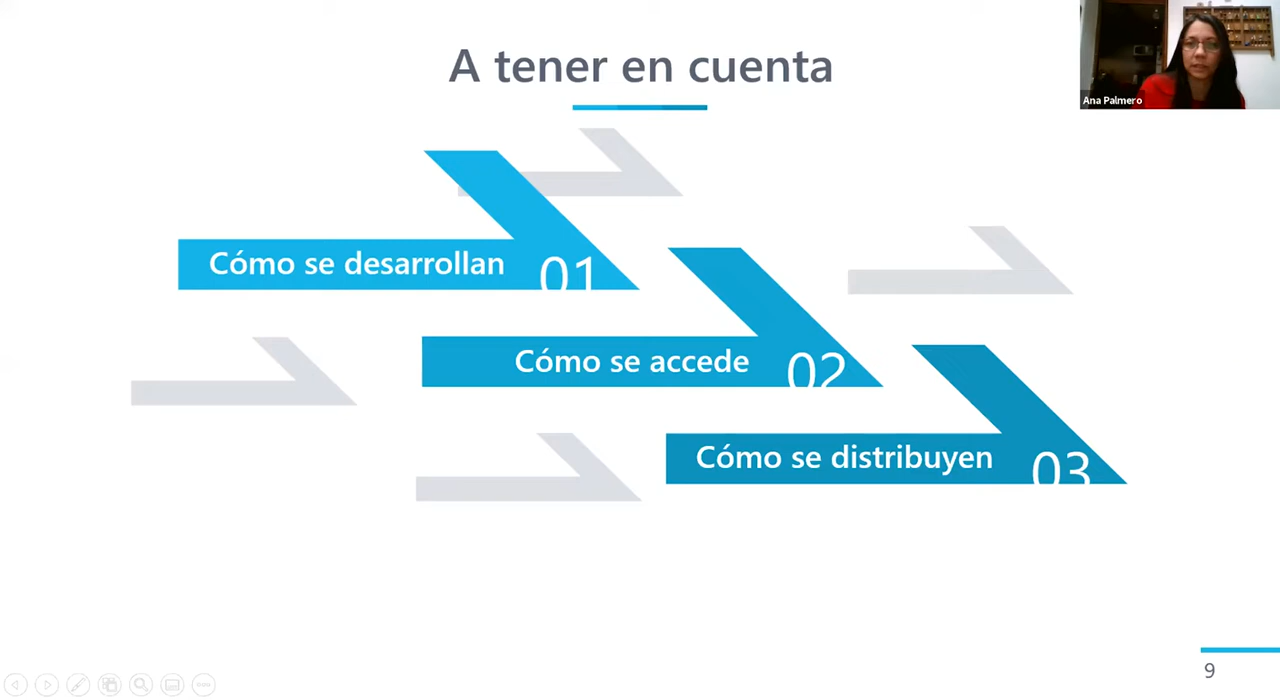 A tener en cuenta
Ana Palmero
Cómo se desarrollan 01
Cómo se accede 02
Cómo se distribuyen 03
9